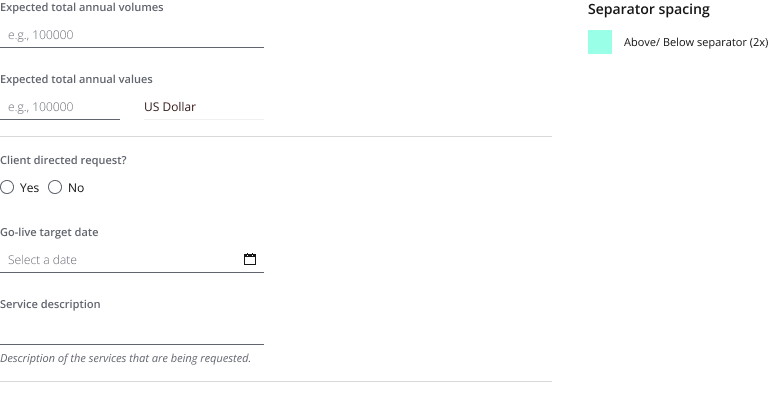 Expected total annual volumes
e.g., 100000
Expected total annual values
e.g., 100000
US Dollar
Client directed request?
Yes
No
Go-live target date
Select a date
Service description
Description of the services that are being requested.
Separator spacing
Above/ Below separator (2x)